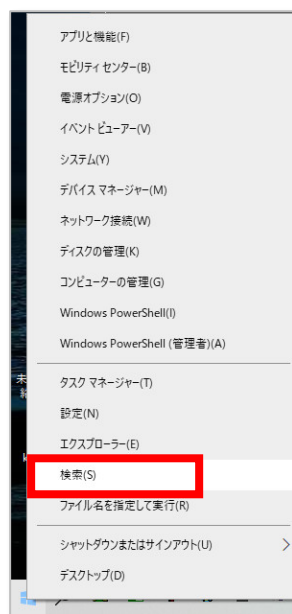 アプリと機能(F)
モビリティ センター(B)
電源オプション(O)
イベント ビューアー(V)
システム(Y)
デバイス マネージャー(M)
ネットワーク接続(W)
ディスクの管理(K)
コンピューターの管理(G)
Windows PowerShell(I)
Windows PowerShell (管理者)(A)
タスク マネージャー(T)
設定(N)
エクスプローラー(E)
検索(S)
ファイル名を指定して実行(R)
シャットダウンまたはサインアウト(U)
デスクトップ(D)